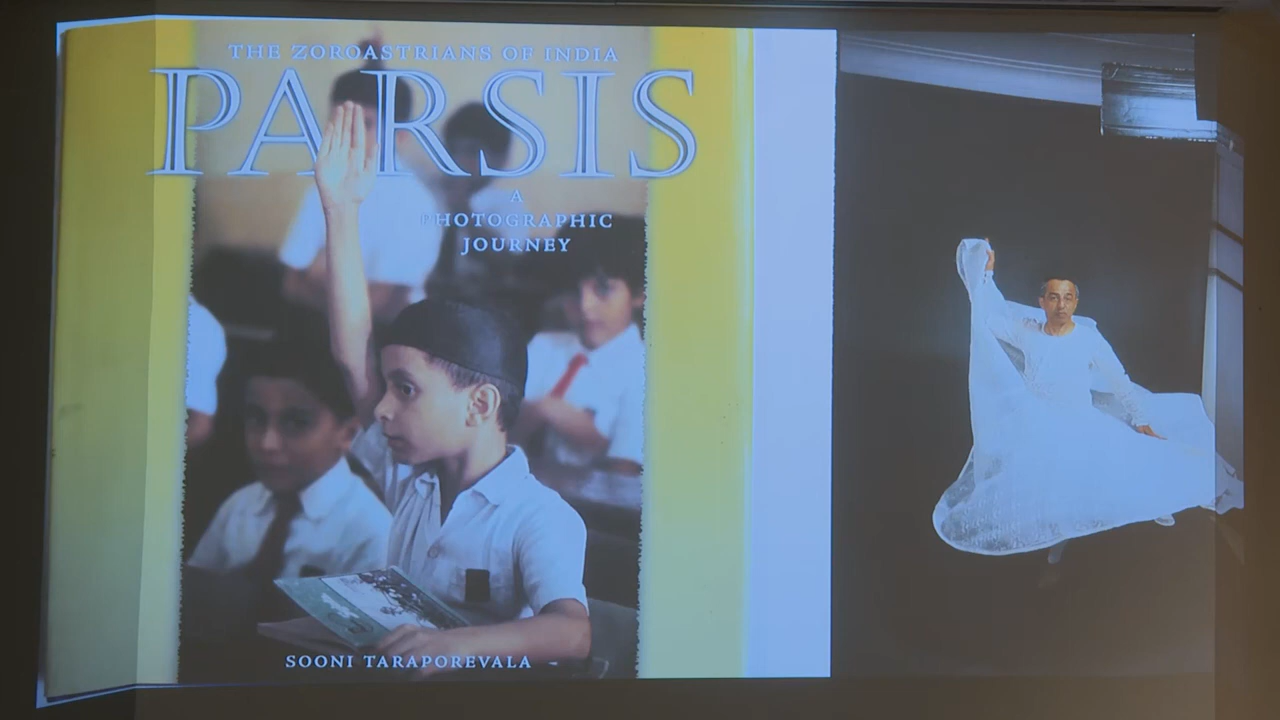 THE ZOROASTRIANS OF INDIA
PARSIS
A
PHOTOGRAPHIC
JOURNEY
SOONI TARAPOREVALA